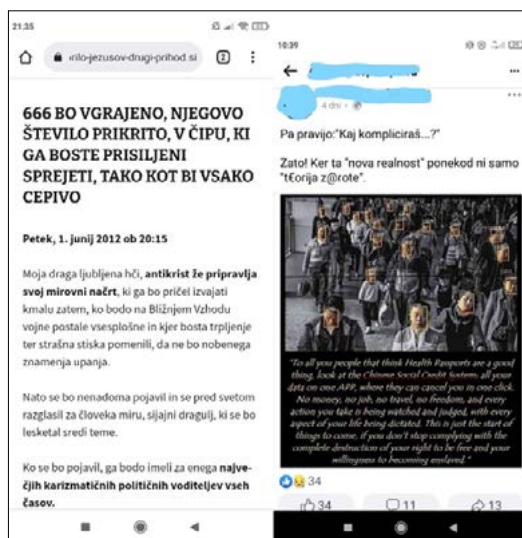 21.35
rilo-jezusov-drugi-prihod.si
2
666 BO VGRAJENO, NJEGOVO
ŠTEVILO PRIKRITO, V ČIPU, KI
GA BOSTE PRISILJENI
SPREJETI, TAKO KOT BI VSAKO
CEPIVO
Petek, 1. junij 2012 ob 20:15
Moja draga ljubljena hči, antikrist že pripravlja
svoj mirovni načrt, ki ga bo pričel izvajati
kmalu zatem, ko bodo na Bližnjem Vzhodu
vojne postale vsesplošne in kjer bosta trpljenje
ter strašna stiska pomenili, da ne bo nobenega
znamenja upanja.
Nato se bo nenadoma pojavil in se pred svetom
razglasil za človeka miru, sijajni dragulj, ki se bo
lesketal sredi teme.
Ko se bo pojavil, ga bodo imeli za enega najve-
čjih karizmatičnih političnih voditeljev vseh
časov.
10:39
4 dni
Pa pravijo:"Kaj kompliciraš...?"
Zato! Ker ta "nova realnost" ponekod ni samo
"t€orija z@rote".
"To all you people that think Health Passports are a good
thing, look at the Chinese Social Credit System: all your
data on one APP, where they can cancel you in one click.
No money, no job, no travel, no freedom, and every
action you take is being watched and judged, with every
aspect of your life being dictated. This is just the start of
things to come, if you don't stop complying with the
complete destruction of your right to be free and your
willingness to becoming enslaved."
34
34
11
13